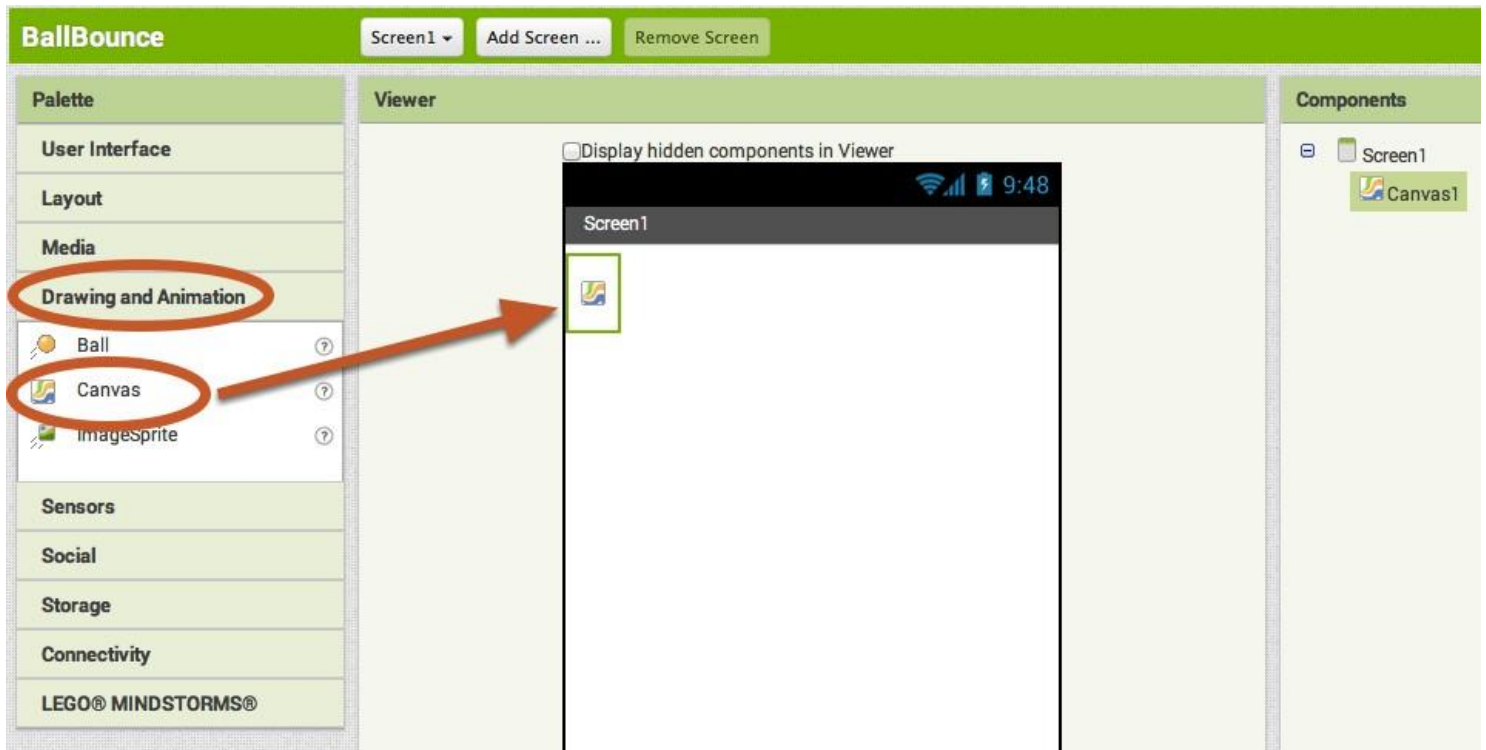 BallBounce
Screen1
Add Screen ...
Remove Screen
Palette
User Interface
Layout
Media
Drawing and Animation
Ball
?
Canvas
?
ImageSprite
?
Sensors
Social
Storage
Connectivity
LEGO® MINDSTORMS®
Viewer
Display hidden components in Viewer
9:48
Screen1
Components
Screen1
Canvas1